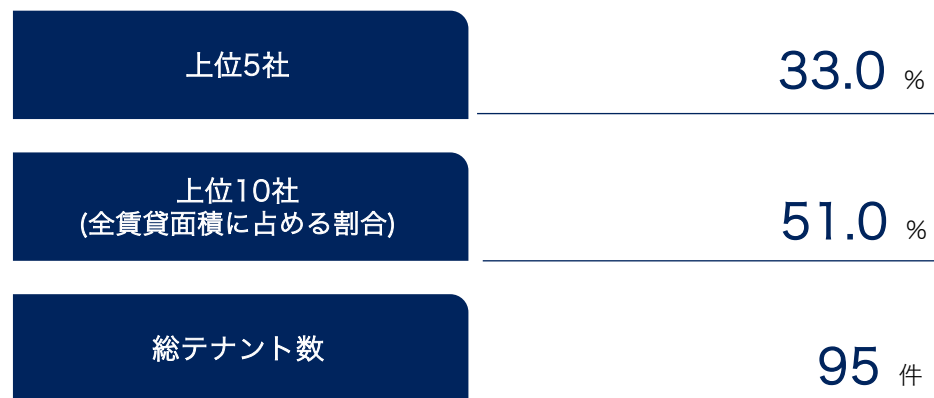 上位5社
33.0 %
上位10社
(全賃貸面積に占める割合)
51.0 %
総テナント数
95 件